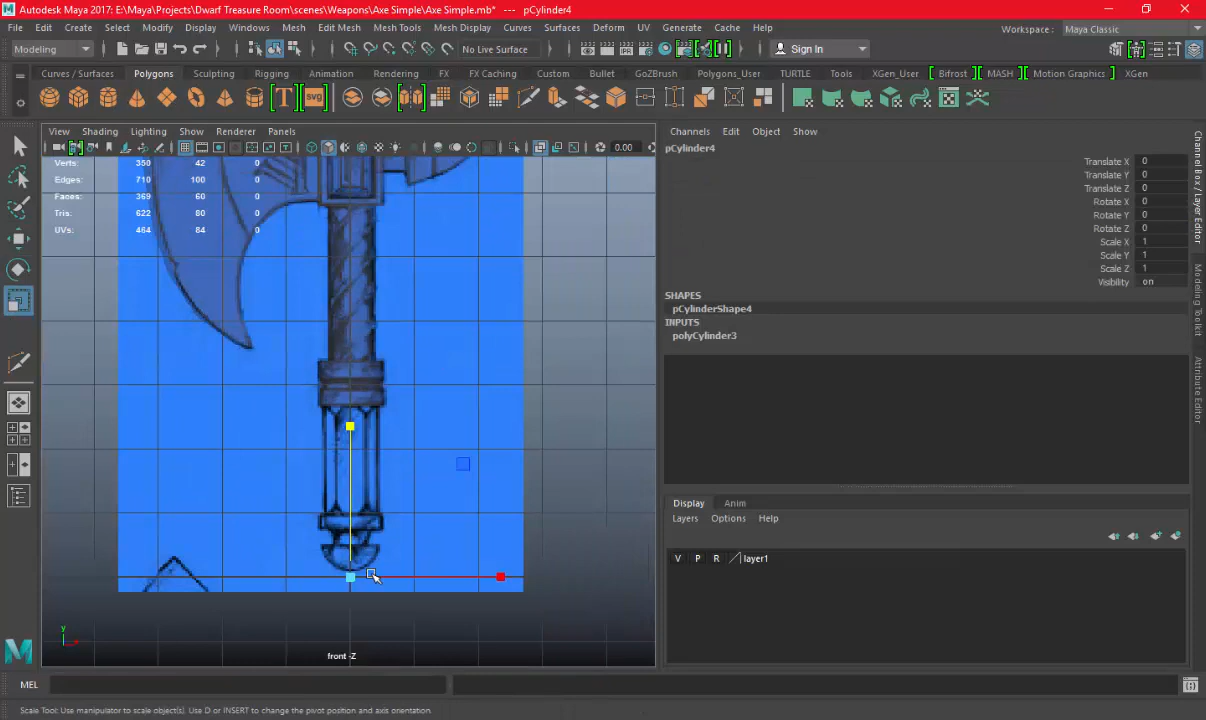 Autodesk Maya 2017: E:\Maya\Projects\Dwarf Treasure Room\scenes\Weapons\Axe Simple\Axe Simple.mb* --- pCylinder4
File Edit Create Select Modify Display Windows Mesh Edit Mesh Mesh Tools Mesh Display Curves Surfaces Deform UV Generate Cache Help
Workspace : Maya Classic
Modeling No Live Surface Sign In
Curves / Surfaces Polygons Sculpting Rigging Animation Rendering FX FX Caching Custom Bullet GoZBrush Polygons_User TURTLE Tools XGen_User Bifrost MASH Motion Graphics XGen
T svg
View Shading Lighting Show Renderer Panels
0.00
Channels Edit Object Show
pCylinder4
Verts: 350 42 0
Edges: 710 100 0
Faces: 369 60 0
Tris: 622 80 0
UVs: 464 84 0
Translate X 0
Translate Y 0
Translate Z 0
Rotate X 0
Rotate Y 0
Rotate Z 0
Scale X 1
Scale Y 1
Scale Z 1
Visibility on
SHAPES
pCylinderShape4
INPUTS
polyCylinder3
Channel Box / Layer Editor
Modeling Toolkit
Attribute Editor
Display Anim
Layers Options Help
V P R layer1
y
front -Z
MEL
Scale Tool: Use manipulator to scale object(s). Use D or INSERT to change the pivot position and axis orientation.